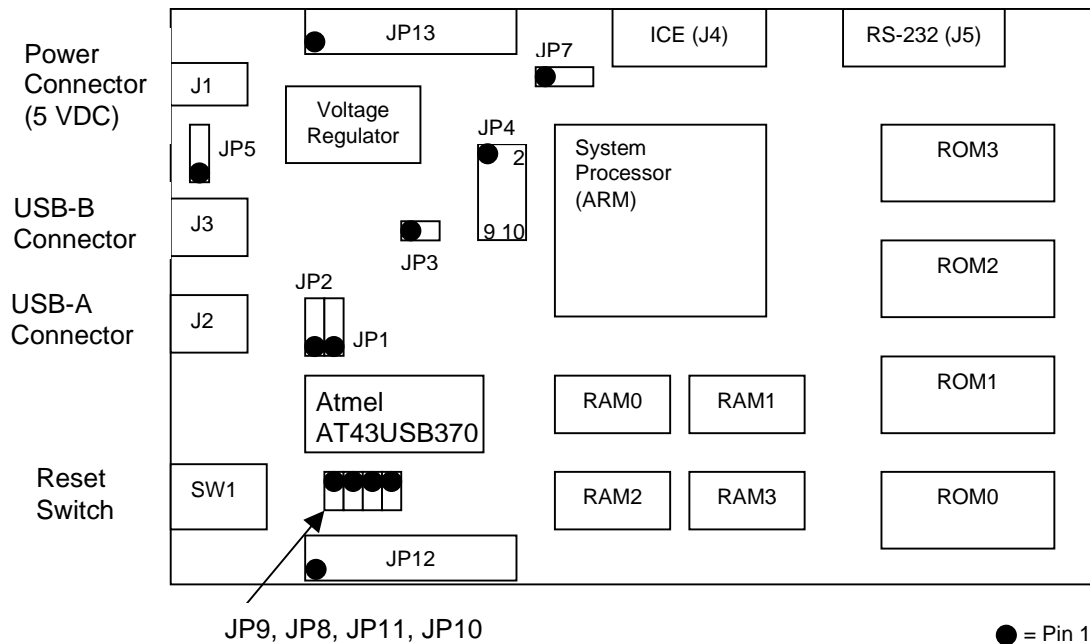 JP13
ICE (J4)
RS-232 (J5)
Power
Connector
(5 VDC)
J1
JP7
Voltage
Regulator
JP5
JP4
2
9 10
System
Processor
(ARM)
ROM3
USB-B
Connector
J3
JP3
ROM2
USB-A
Connector
J2
JP2
JP1
Atmel
AT43USB370
RAM0
RAM1
ROM1
Reset
Switch
SW1
RAM2
RAM3
ROM0
JP12
JP9, JP8, JP11, JP10
= Pin 1